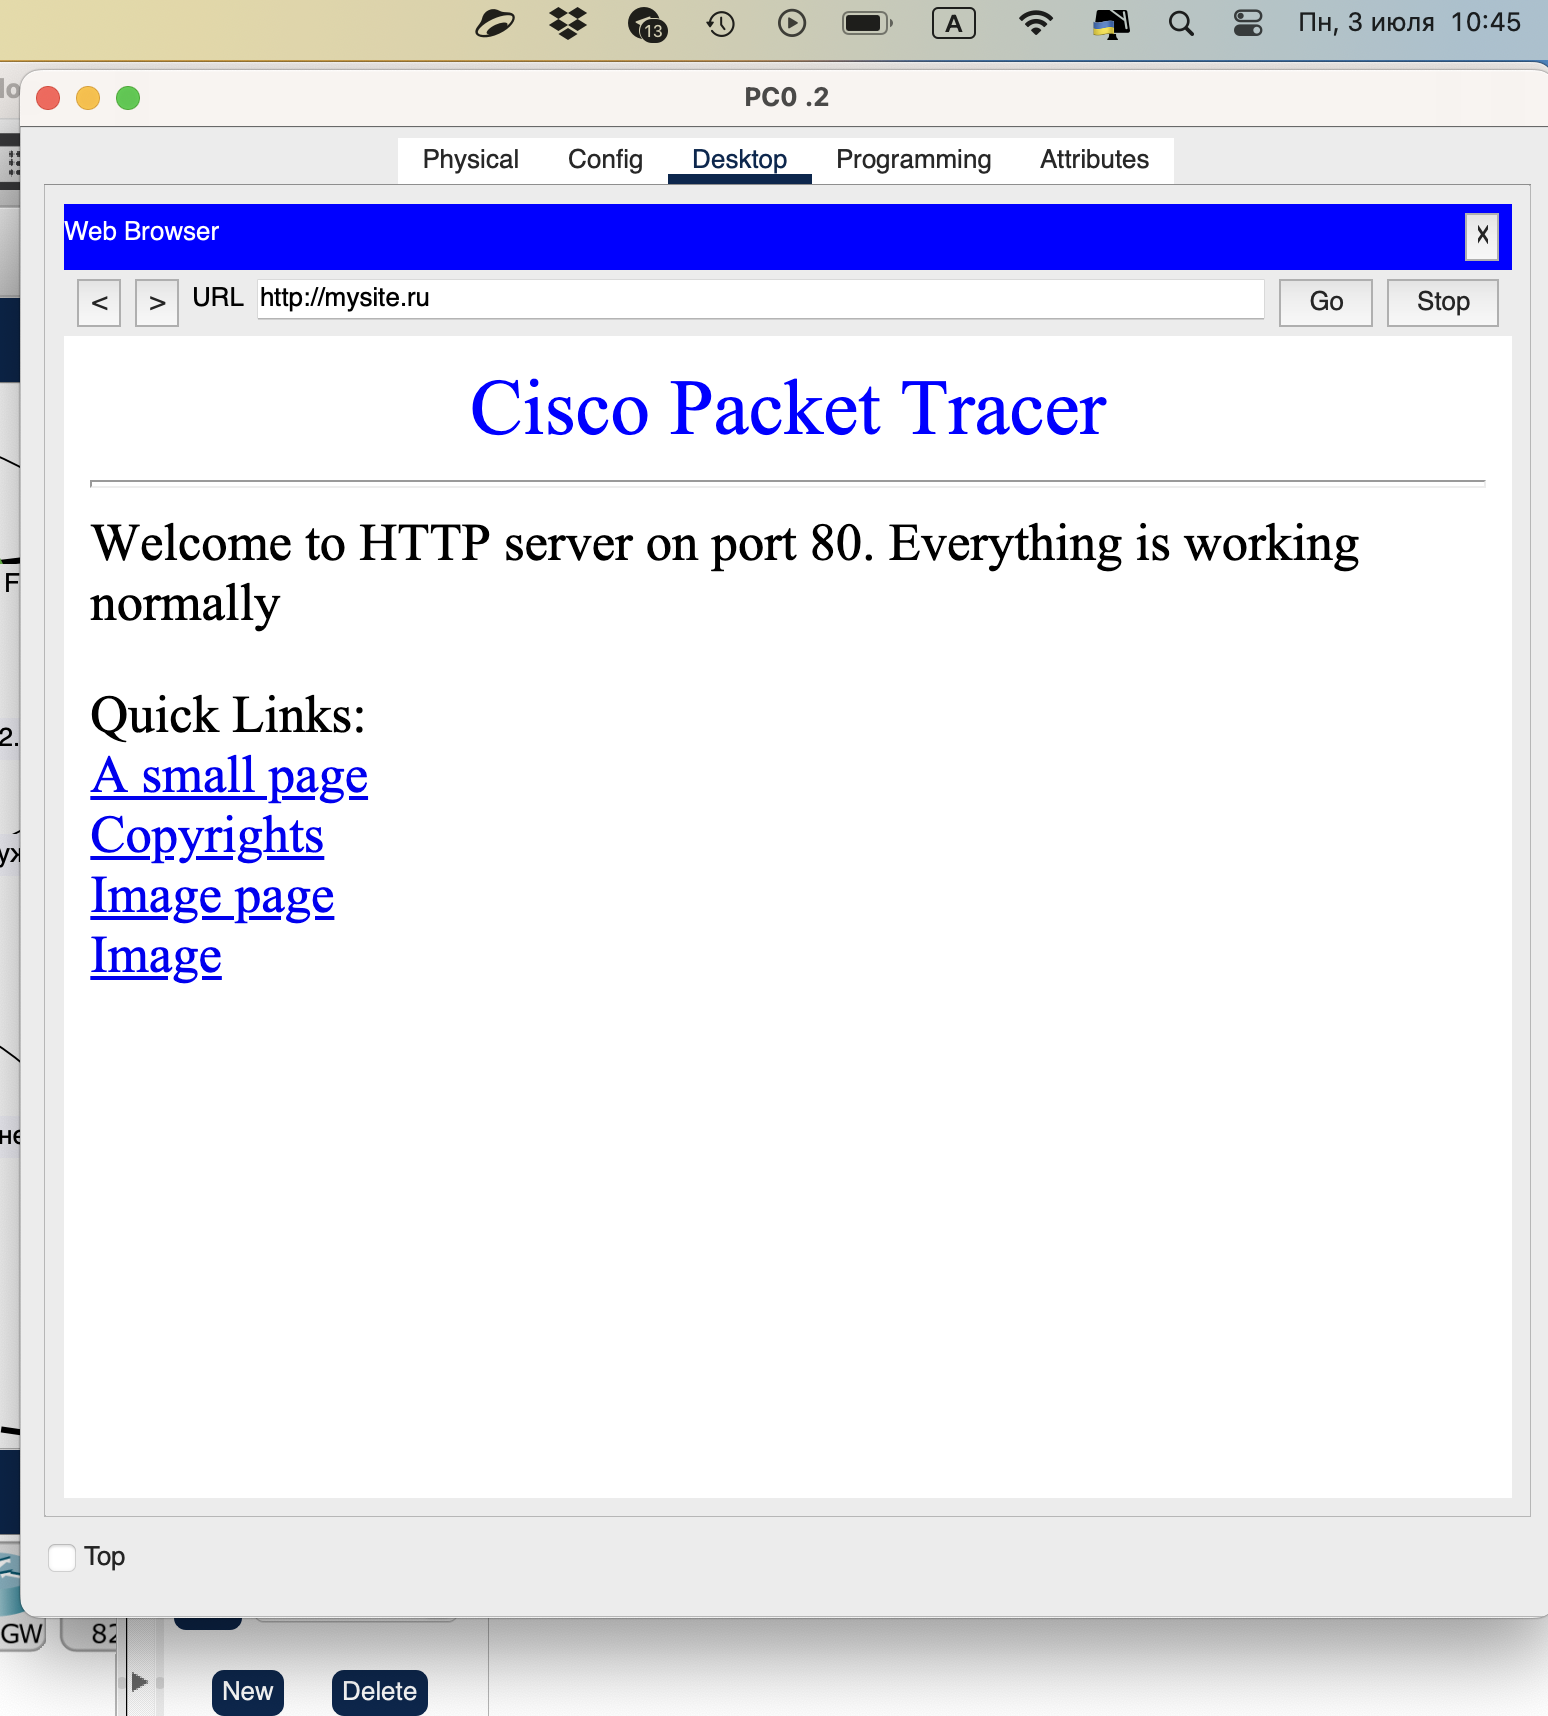 13
A
Пн, 3 июля 10:45
PC0 .2
Physical Config Desktop Programming Attributes
Web Browser
X
< > URL http://mysite.ru Go Stop
Cisco Packet Tracer
Welcome to HTTP server on port 80. Everything is working
normally
Quick Links:
A small page
Copyrights
Image page
Image
F
2.
Top
GW 82
New Delete